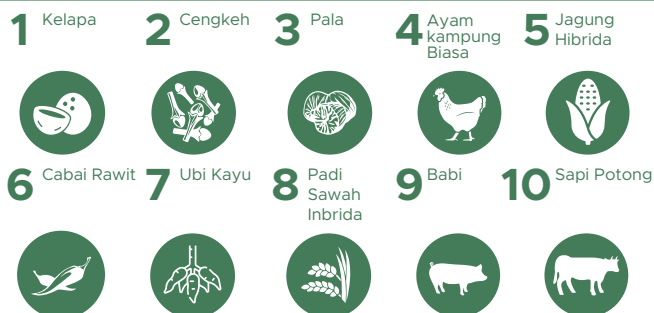 1 Kelapa
2 Cengkeh
3 Pala
4 Ayam
kampung
Biasa
5 Jagung
Hibrida
6 Cabai Rawit
7 Ubi Kayu
8 Padi
Sawah
Inbrida
9 Babi
10 Sapi Potong